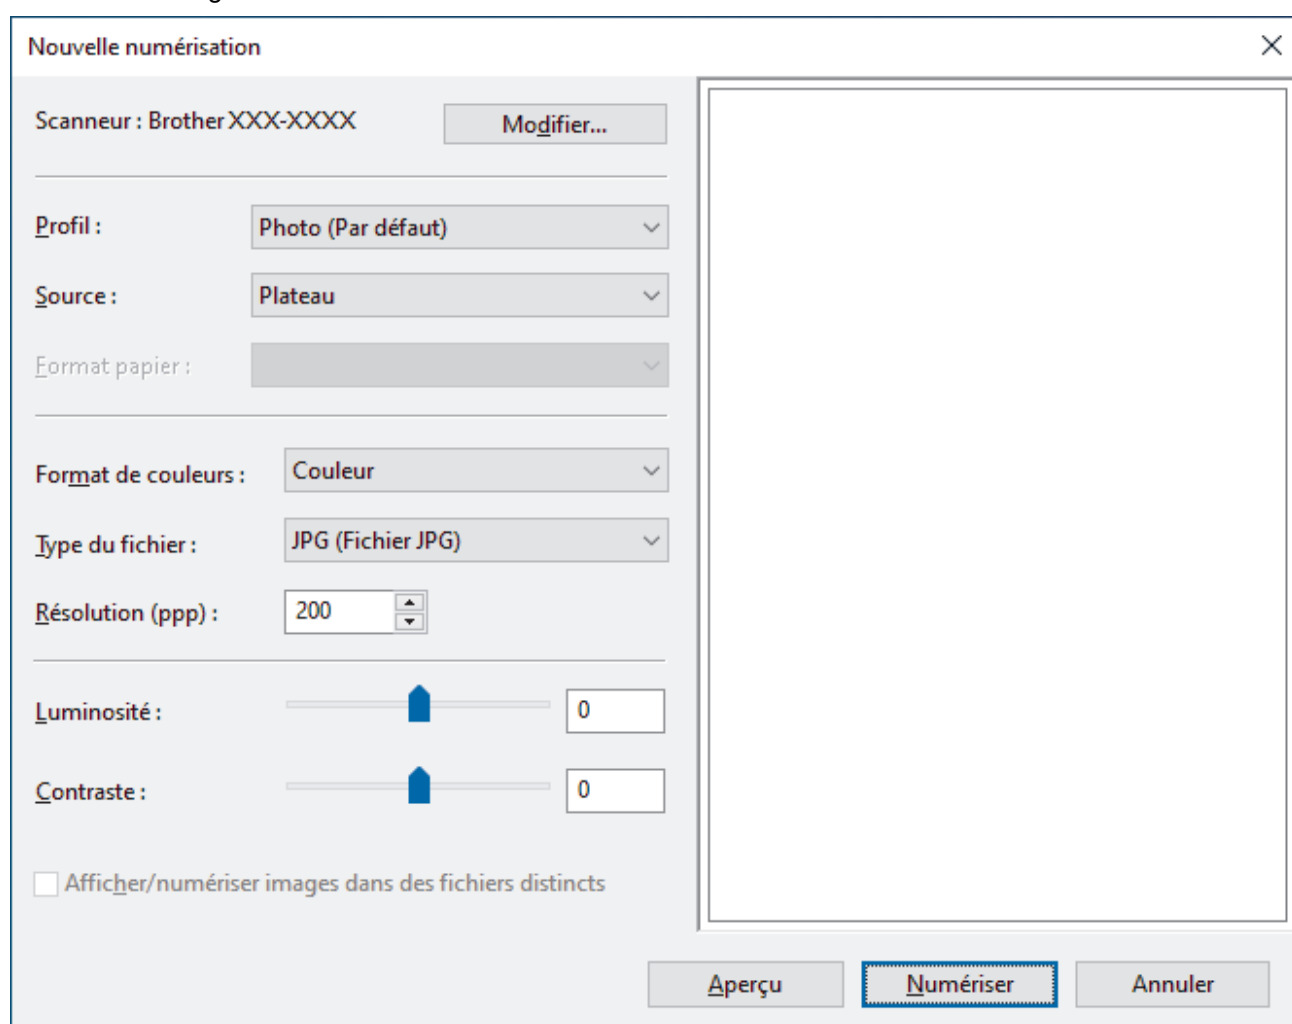 Nouvelle numérisation
Scanneur : Brother XXX-XXXX
Modifier...
Profil :
Photo (Par défaut)
Source :
Plateau
Format papier :
Format de couleurs :
Couleur
Type du fichier :
JPG (Fichier JPG)
Résolution (ppp) :
200
Luminosité :
0
Contraste :
0
Afficher/numériser images dans des fichiers distincts
Aperçu
Numériser
Annuler